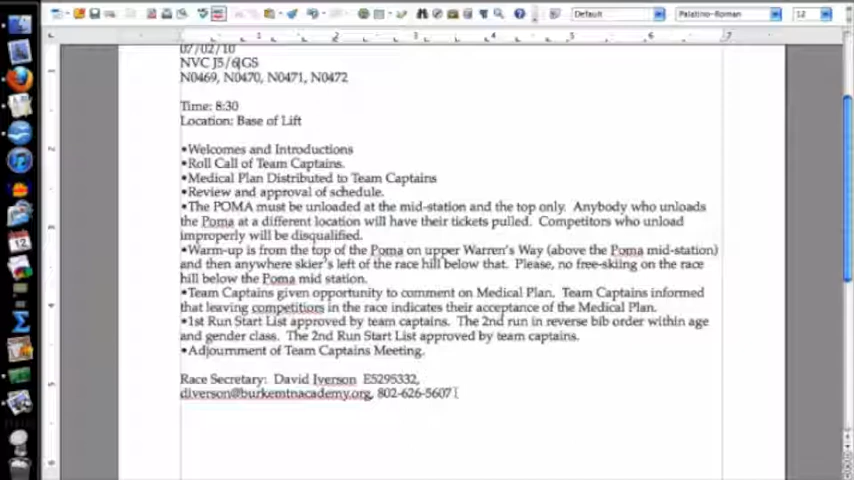 Default
Palatino-Roman
12
07/02/10
NVC J5/6JGS
N0469, N0470, N0471, N0472
Time: 8:30
Location: Base of Lift
•Welcomes and Introductions
•Roll Call of Team Captains.
•Medical Plan Distributed to Team Captains
•Review and approval of schedule.
•The POMA must be unloaded at the mid-station and the top only. Anybody who unloads
the Poma at a different location will have their tickets pulled. Competitors who unload
improperly will be disqualified.
•Warm-up is from the top of the Poma on upper Warren's Way (above the Poma mid-station)
and then anywhere skier's left of the race hill below that. Please, no free-skiing on the race
hill below the Poma mid station.
•Team Captains given opportunity to comment on Medical Plan. Team Captains informed
that leaving competitiors in the race indicates their acceptance of the Medical Plan.
•1st Run Start List approved by team captains. The 2nd run in reverse bib order within age
and gender class. The 2nd Run Start List approved by team captains.
•Adjournment of Team Captains Meeting.
Race Secretary: David Iverson E5295332,
diverson@burkemtnacademy.org, 802-626-5607